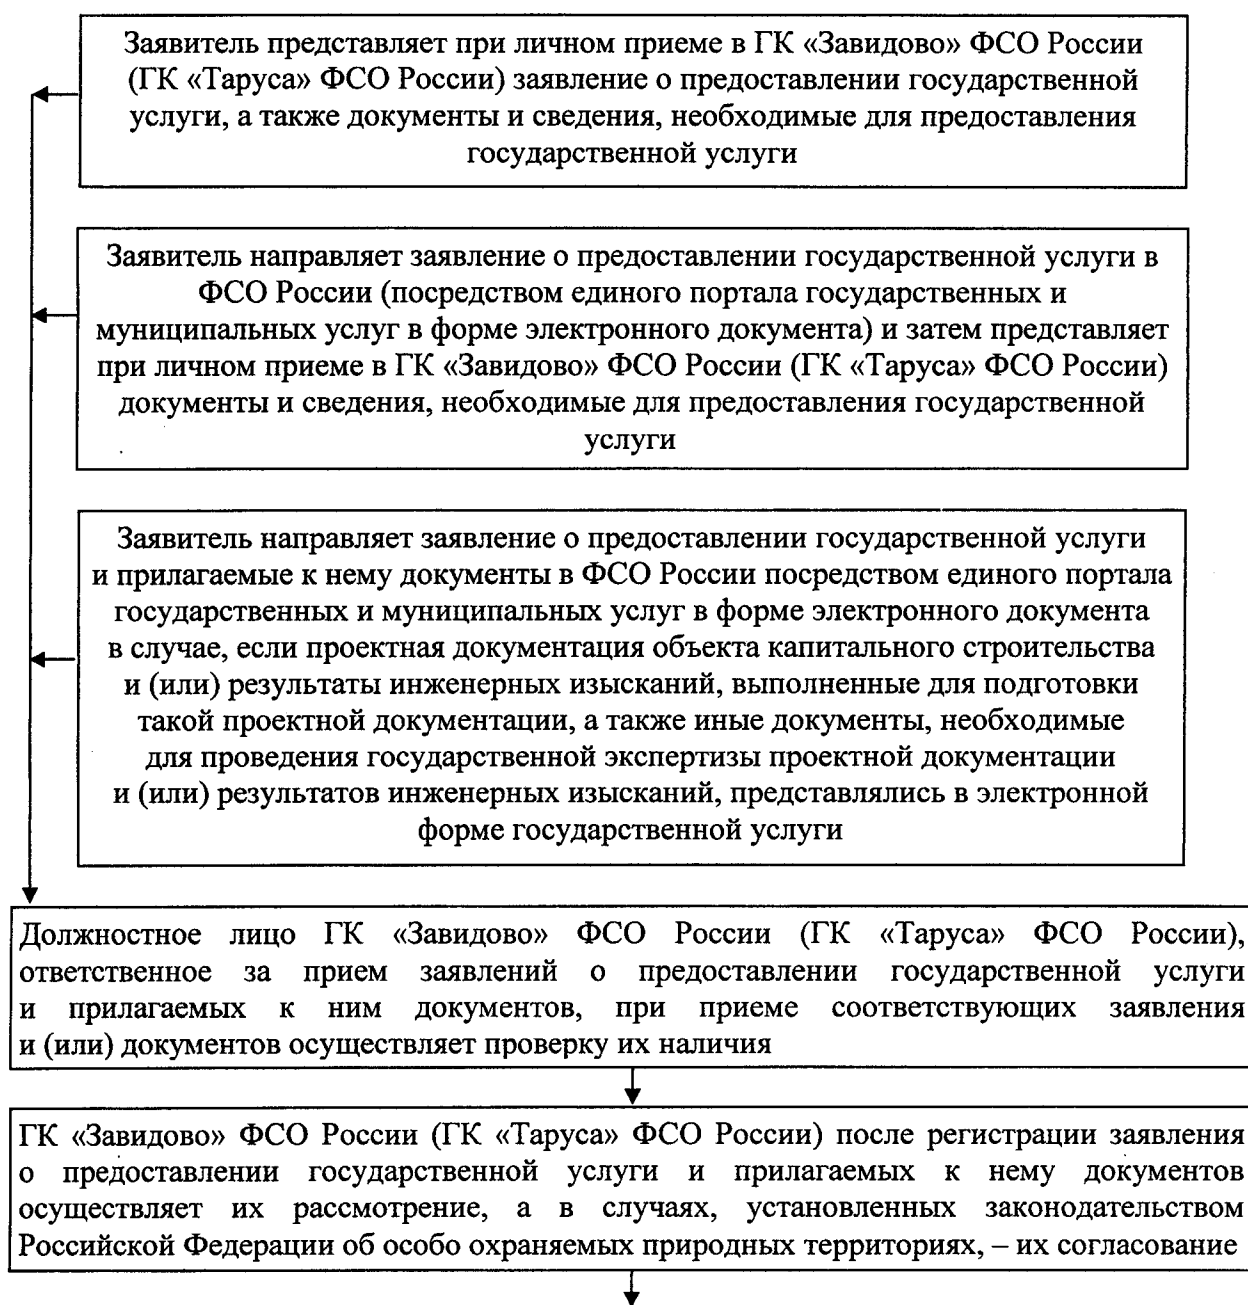 Заявитель представляет при личном приеме в ГК «Завидово» ФСО России
(ГК «Таруса» ФСО России) заявление о предоставлении государственной
услуги, а также документы и сведения, необходимые для предоставления
государственной услуги
Заявитель направляет заявление о предоставлении государственной услуги в
ФСО России (посредством единого портала государственных и
муниципальных услуг в форме электронного документа) и затем представляет
при личном приеме в ГК «Завидово» ФСО России (ГК «Таруса» ФСО России)
документы и сведения, необходимые для предоставления государственной
услуги
Заявитель направляет заявление о предоставлении государственной услуги
и прилагаемые к нему документы в ФСО России посредством единого портала
государственных и муниципальных услуг в форме электронного документа
в случае, если проектная документация объекта капитального строительства
и (или) результаты инженерных изысканий, выполненные для подготовки
такой проектной документации, а также иные документы, необходимые
для проведения государственной экспертизы проектной документации
и (или) результатов инженерных изысканий, представлялись в электронной
форме государственной услуги
Должностное лицо ГК «Завидово» ФСО России (ГК «Таруса» ФСО России),
ответственное за прием заявлений о предоставлении государственной услуги
и прилагаемых к ним документов, при приеме соответствующих заявления
и (или) документов осуществляет проверку их наличия
ГК «Завидово» ФСО России (ГК «Таруса» ФСО России) после регистрации заявления
о предоставлении государственной услуги и прилагаемых к нему документов
осуществляет их рассмотрение, а в случаях, установленных законодательством
Российской Федерации об особо охраняемых природных территориях, – их согласование